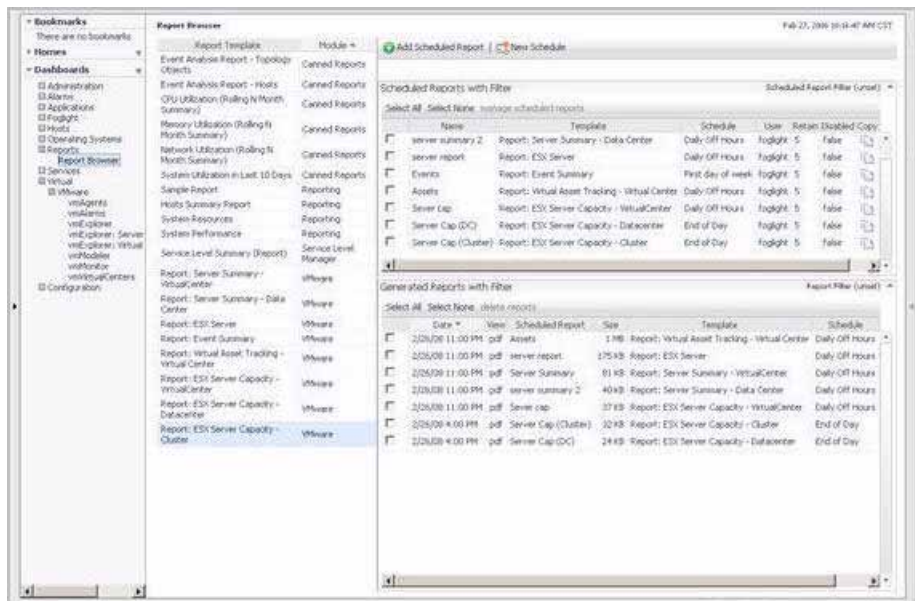 Bookmarks
There are no bookmarks
Homes
Dashboards
Administration
Alarms
Applications
Foglight
Hosts
Operating Systems
Reports
Report Browser
Services
Virtual
VMware
vmAgents
vmAlarms
vmExplorer
vmExplorer: Server
vmExplorer: Virtual
vmModeler
vmMonitor
vmVirtualCenters
Configuration
Report Browser
Report Template Module
Event Analysis Report - Topology Objects Canned Reports
Event Analysis Report - Hosts Canned Reports
CPU Utilization (Rolling N Month Summary) Canned Reports
Memory Utilization (Rolling N Month Summary) Canned Reports
Network Utilization (Rolling N Month Summary) Canned Reports
System Utilization in Last 10 Days Canned Reports
Sample Report Reporting
Hosts Summary Report Reporting
System Resources Reporting
System Performance Reporting
Service Level Summary (Report) Service Level Manager
Report: Server Summary - VirtualCenter VMware
Report: Server Summary - Data Center VMware
Report: ESX Server VMware
Report: Event Summary VMware
Report: Virtual Asset Tracking - Virtual Center VMware
Report: ESX Server Capacity - VirtualCenter VMware
Report: ESX Server Capacity - Datacenter VMware
Report: ESX Server Capacity - Cluster VMware
Add Scheduled Report | New Schedule
Scheduled Reports with Filter Scheduled Report Filter (unset)
Select All Select None manage scheduled reports
Name Template Schedule User Retain Disabled Copy
server summary 2 Report: Server Summary - Data Center Daily Off Hours foglight 5 false
server report Report: ESX Server Daily Off Hours foglight 5 false
Events Report: Event Summary First day of week foglight 5 false
Assets Report: Virtual Asset Tracking - Virtual Center Daily Off Hours foglight 5 false
Sever cap Report: ESX Server Capacity - VirtualCenter Daily Off Hours foglight 5 false
Server Cap (DC) Report: ESX Server Capacity - Datacenter End of Day foglight 5 false
Server Cap (Cluster) Report: ESX Server Capacity - Cluster End of Day foglight 5 false
Generated Reports with Filter Report Filter (unset)
Select All Select None delete reports
Date View Scheduled Report Size Template Schedule
2/26/08 11:00 PM pdf Assets 1 MB Report: Virtual Asset Tracking - Virtual Center Daily Off Hours
2/26/08 11:00 PM pdf server report 175 KB Report: ESX Server Daily Off Hours
2/26/08 11:00 PM pdf Server Summary 81 KB Report: Server Summary - VirtualCenter Daily Off Hours
2/26/08 11:00 PM pdf server summary 2 40 KB Report: Server Summary - Data Center Daily Off Hours
2/26/08 11:00 PM pdf Sever cap 37 KB Report: ESX Server Capacity - VirtualCenter Daily Off Hours
2/26/08 4:00 PM pdf Server Cap (Cluster) 32 KB Report: ESX Server Capacity - Cluster End of Day
2/26/08 4:00 PM pdf Server Cap (DC) 24 KB Report: ESX Server Capacity - Datacenter End of Day